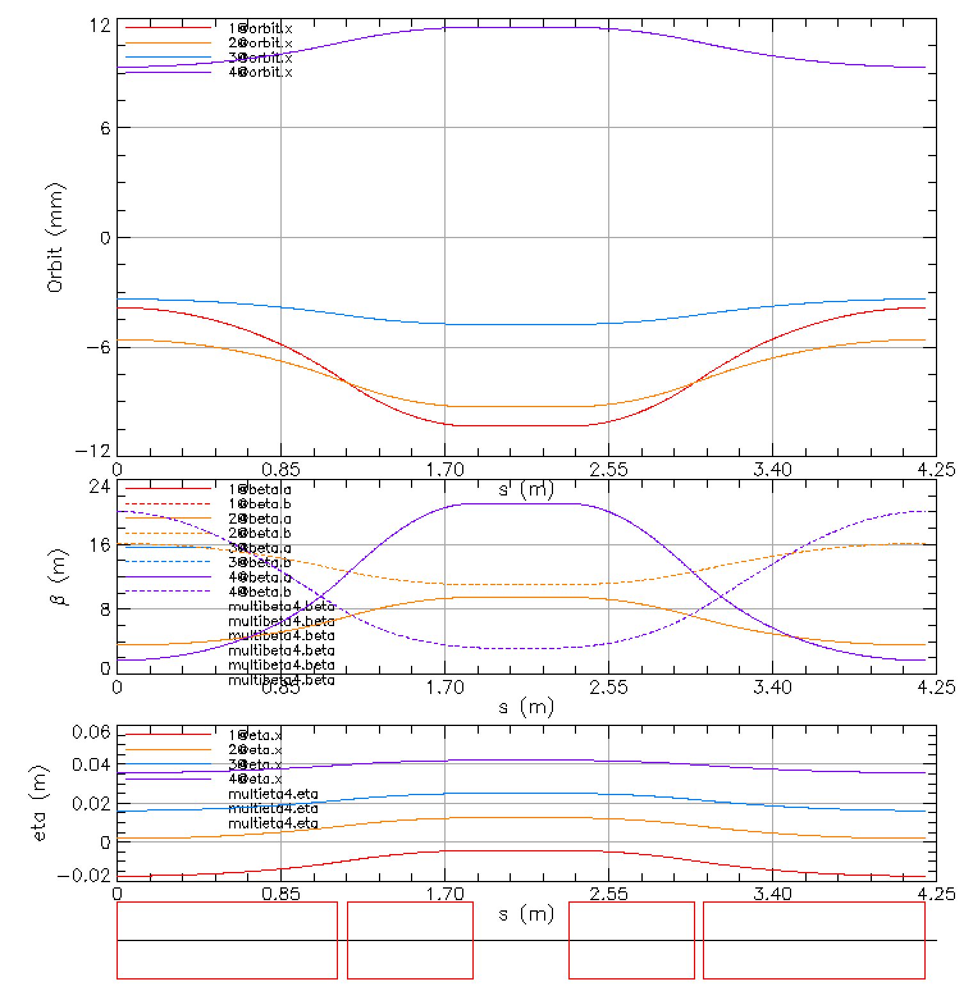 12
6
0
−6
−12
Orbit (mm)
1@orbit.x
2@orbit.x
3@orbit.x
4@orbit.x
0 0.85 1.70 2.55 3.40 4.25
s (m)
24
16
8
0
β (m)
1@beta.a
1@beta.b
2@beta.a
2@beta.b
3@beta.a
3@beta.b
4@beta.a
4@beta.b
multibeta4.beta
multibeta4.beta
multibeta4.beta
multibeta4.beta
multibeta4.beta
multibeta4.beta
0 0.85 1.70 2.55 3.40 4.25
s (m)
0.06
0.04
0.02
0
−0.02
eta (m)
1@eta.x
2@eta.x
3@eta.x
4@eta.x
multieta4.eta
multieta4.eta
multieta4.eta
0 0.85 1.70 2.55 3.40 4.25
s (m)